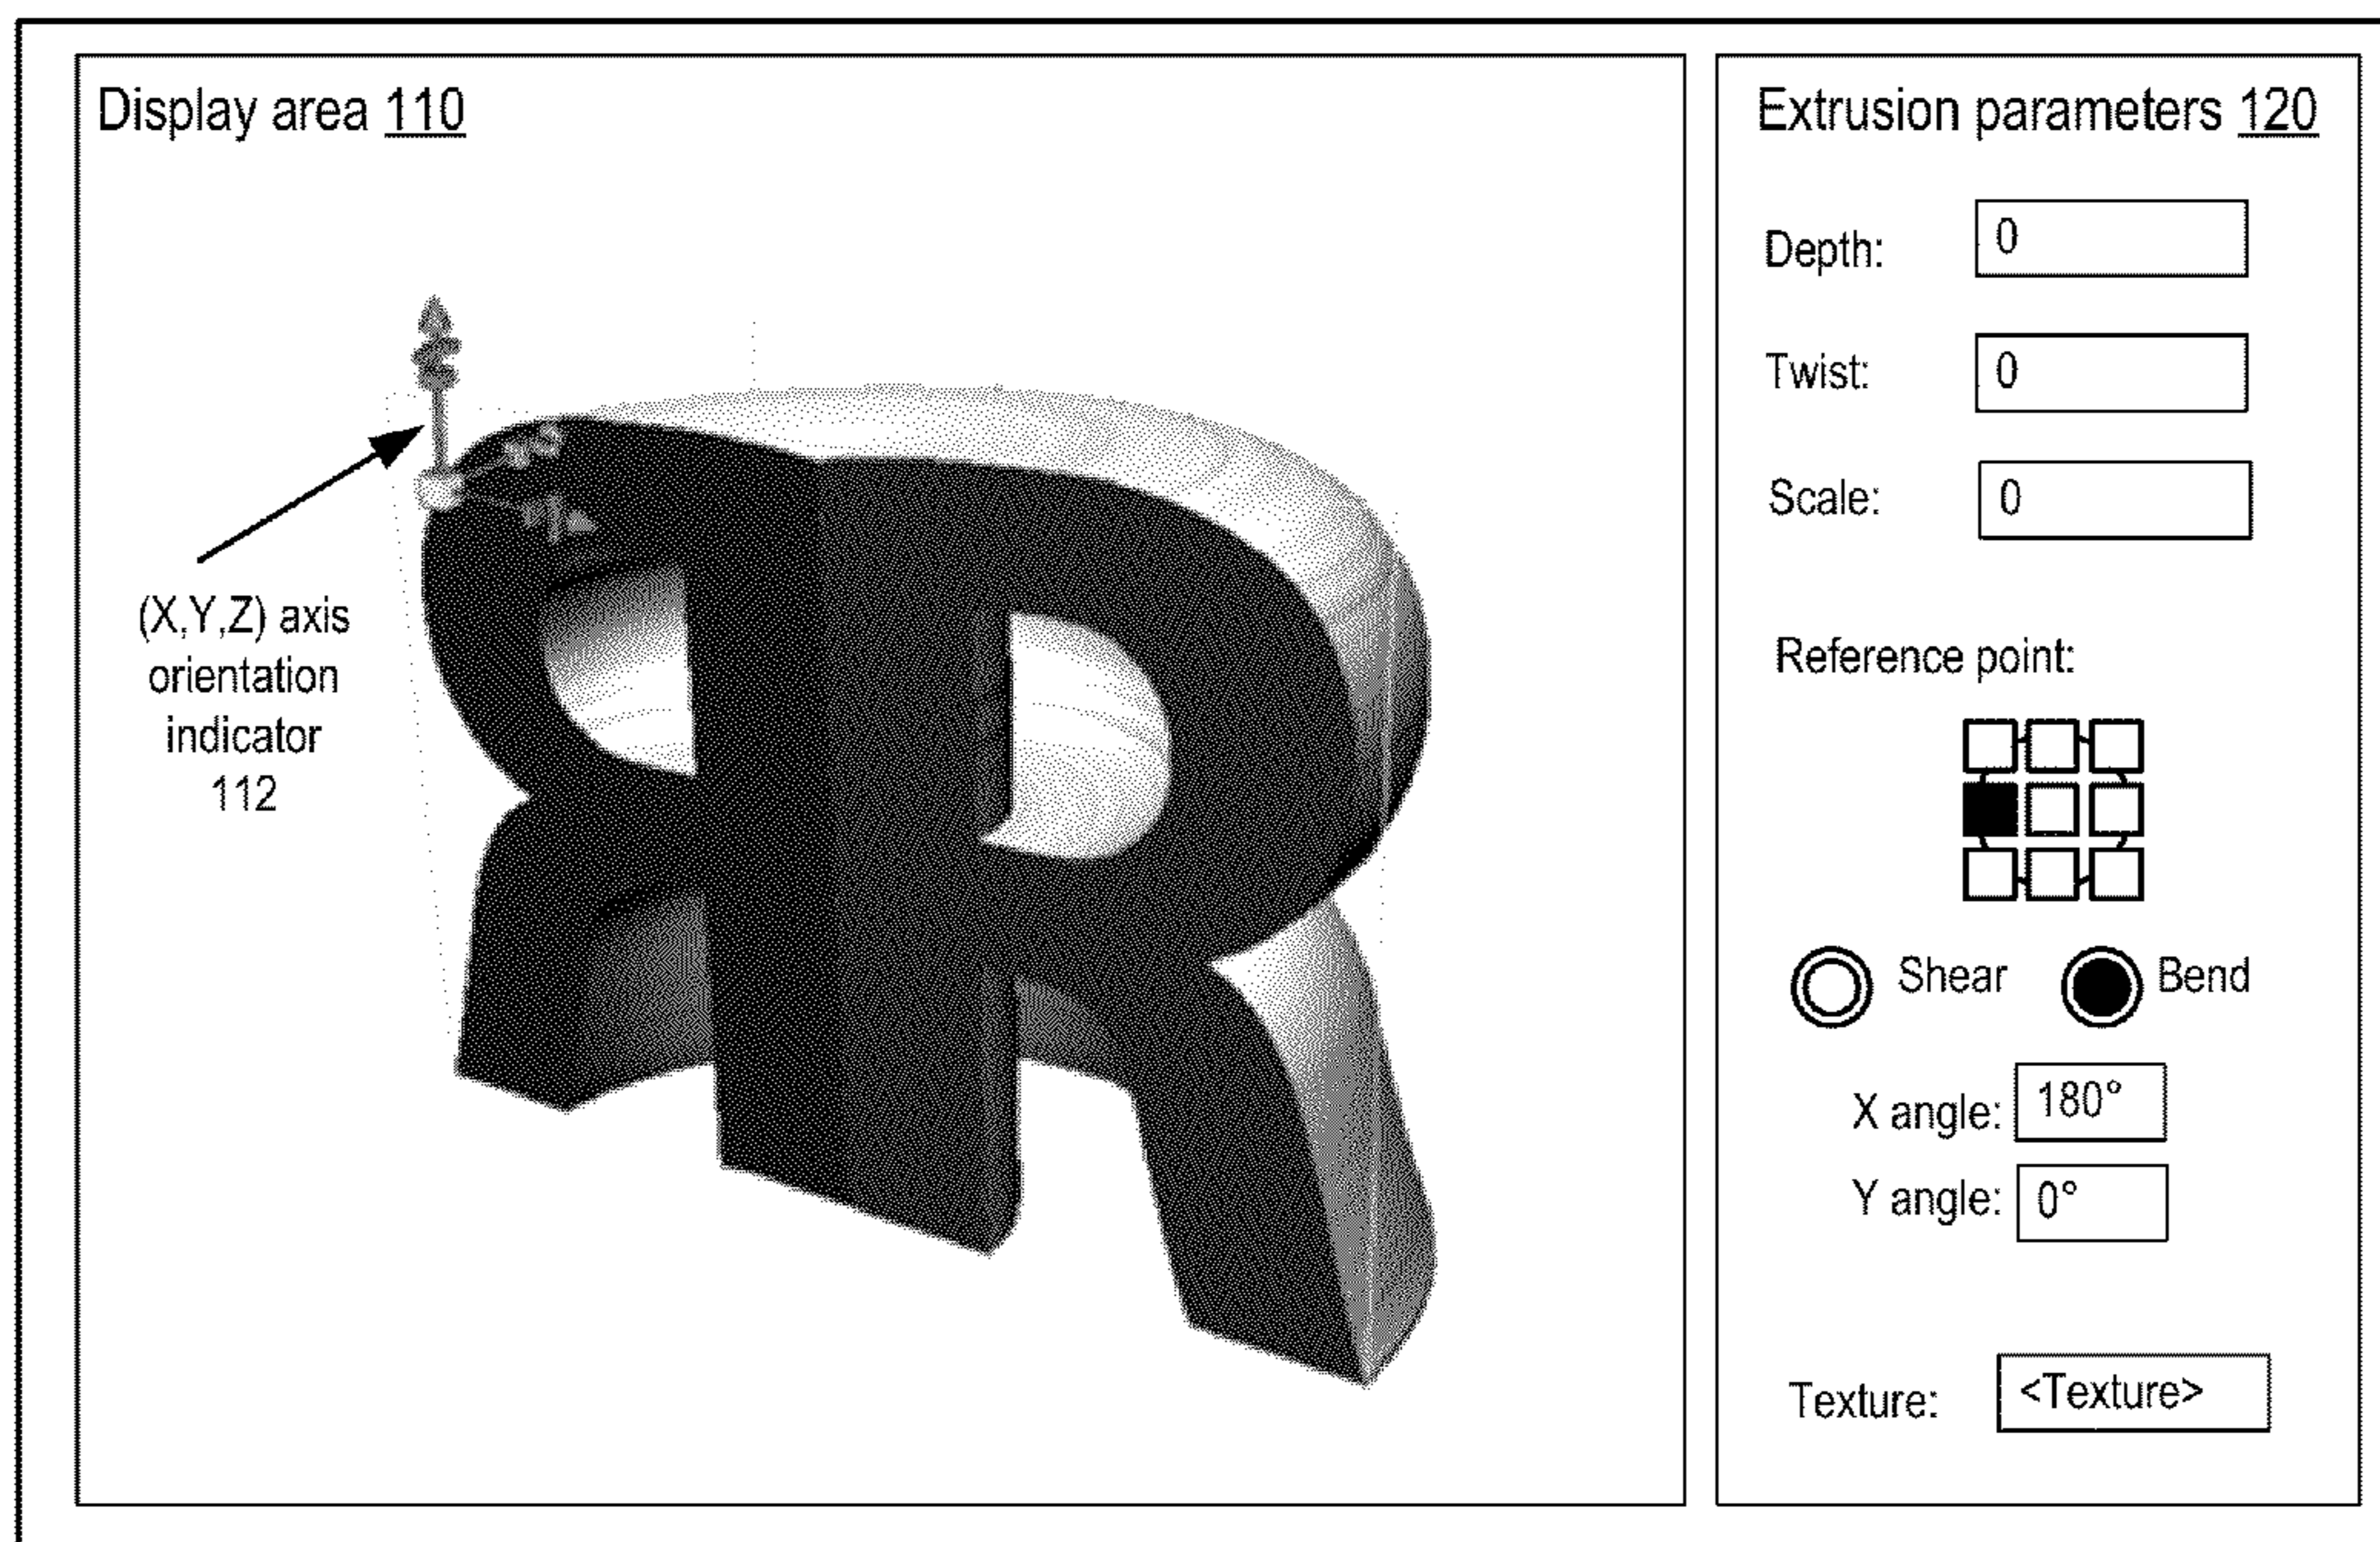 Display area 110
(X,Y,Z) axis
orientation
indicator
112
R
Extrusion parameters 120
Depth: 0
Twist: 0
Scale: 0
Reference point:
Shear Bend
X angle: 180°
Y angle: 0°
Texture: <Texture>